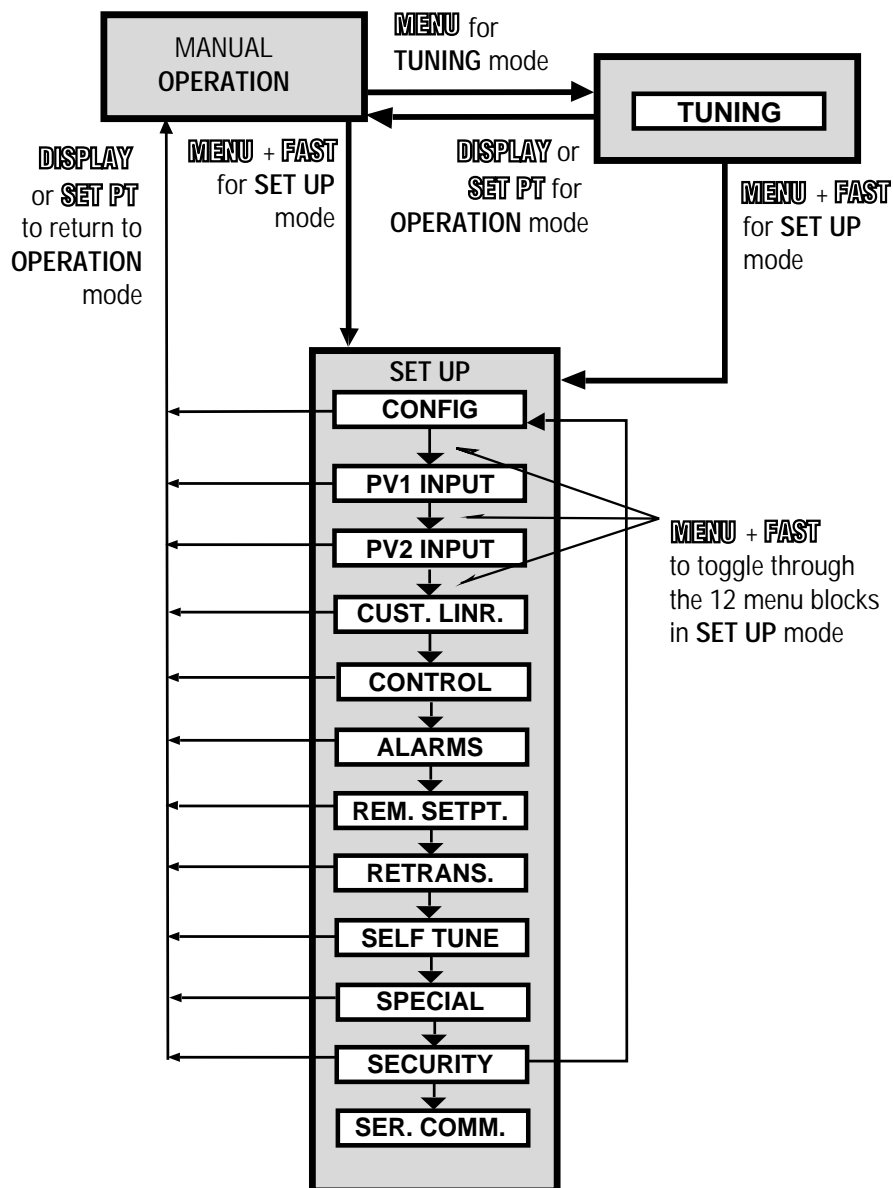 MANUAL
OPERATION
MENU for
TUNING mode
TUNING
DISPLAY
or SET PT
to return to
OPERATION
mode
MENU + FAST
for SET UP
mode
DISPLAY or
SET PT for
OPERATION mode
MENU + FAST
for SET UP
mode
SET UP
CONFIG
PV1 INPUT
PV2 INPUT
CUST. LINR.
CONTROL
ALARMS
REM. SETPT.
RETRANS.
SELF TUNE
SPECIAL
SECURITY
SER. COMM.
MENU + FAST
to toggle through
the 12 menu blocks
in SET UP mode